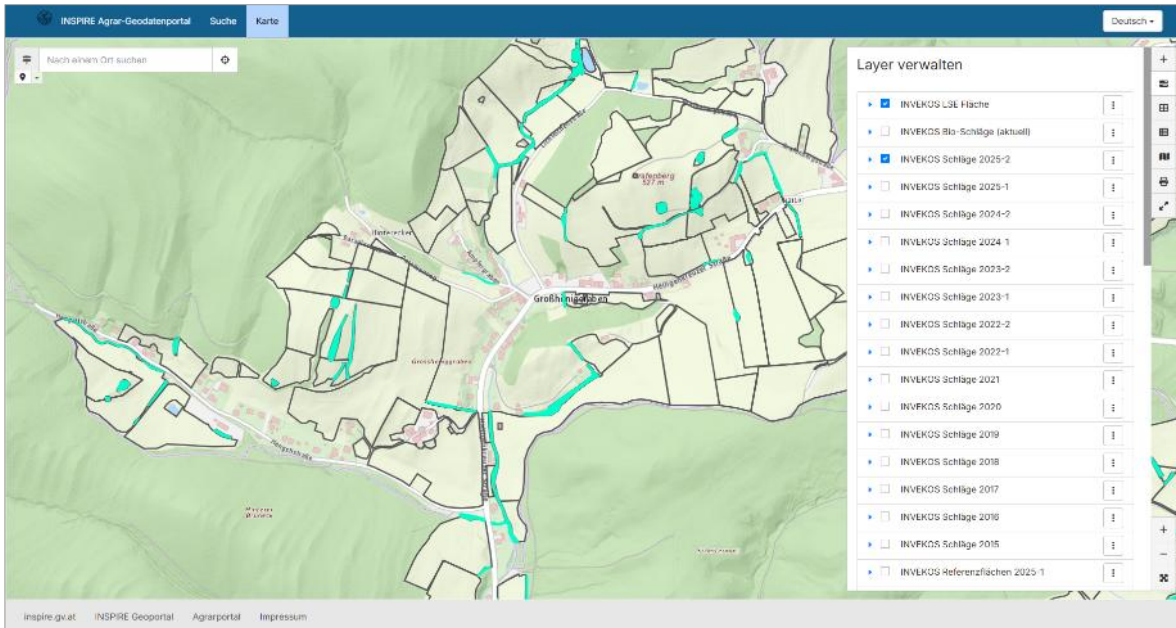 INSPIRE Agrar-Geodatenportal Suche Karte Deutsch
Nach einem Ort suchen
Layer verwalten
INVEKOS LSE Fläche
INVEKOS Bio-Schläge (aktuell)
INVEKOS Schläge 2025-2
INVEKOS Schläge 2025-1
INVEKOS Schläge 2024-2
INVEKOS Schläge 2024-1
INVEKOS Schläge 2023-2
INVEKOS Schläge 2023-1
INVEKOS Schläge 2022-2
INVEKOS Schläge 2022-1
INVEKOS Schläge 2021
INVEKOS Schläge 2020
INVEKOS Schläge 2019
INVEKOS Schläge 2018
INVEKOS Schläge 2017
INVEKOS Schläge 2016
INVEKOS Schläge 2015
INVEKOS Referenzflächen 2025-1
Grafenberg
527 m
Hinterecker
Heiligenkreuzer Straße
inspire.gv.at INSPIRE Geoportal Agrarportal Impressum